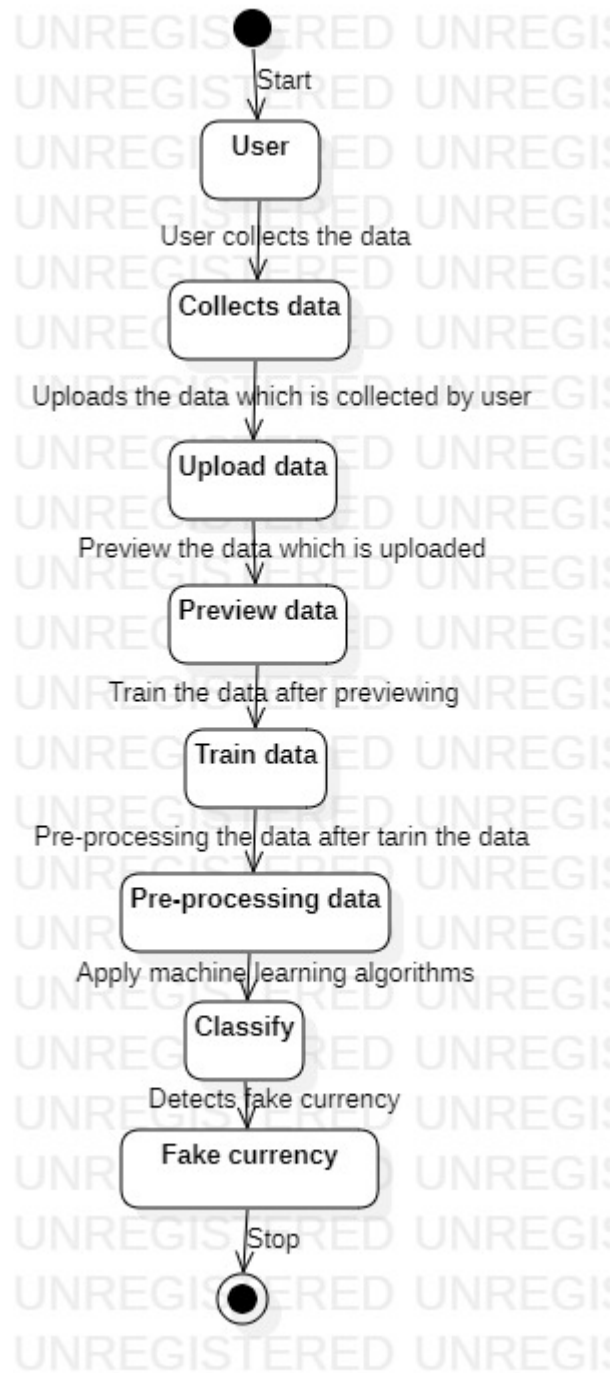 Start
User
User collects the data
Collects data
Uploads the data which is collected by user
Upload data
Preview the data which is uploaded
Preview data
Train the data after previewing
Train data
Pre-processing the data after tarin the data
Pre-processing data
Apply machine learning algorithms
Classify
Detects fake currency
Fake currency
Stop
UNREGISTERED UNREGIS